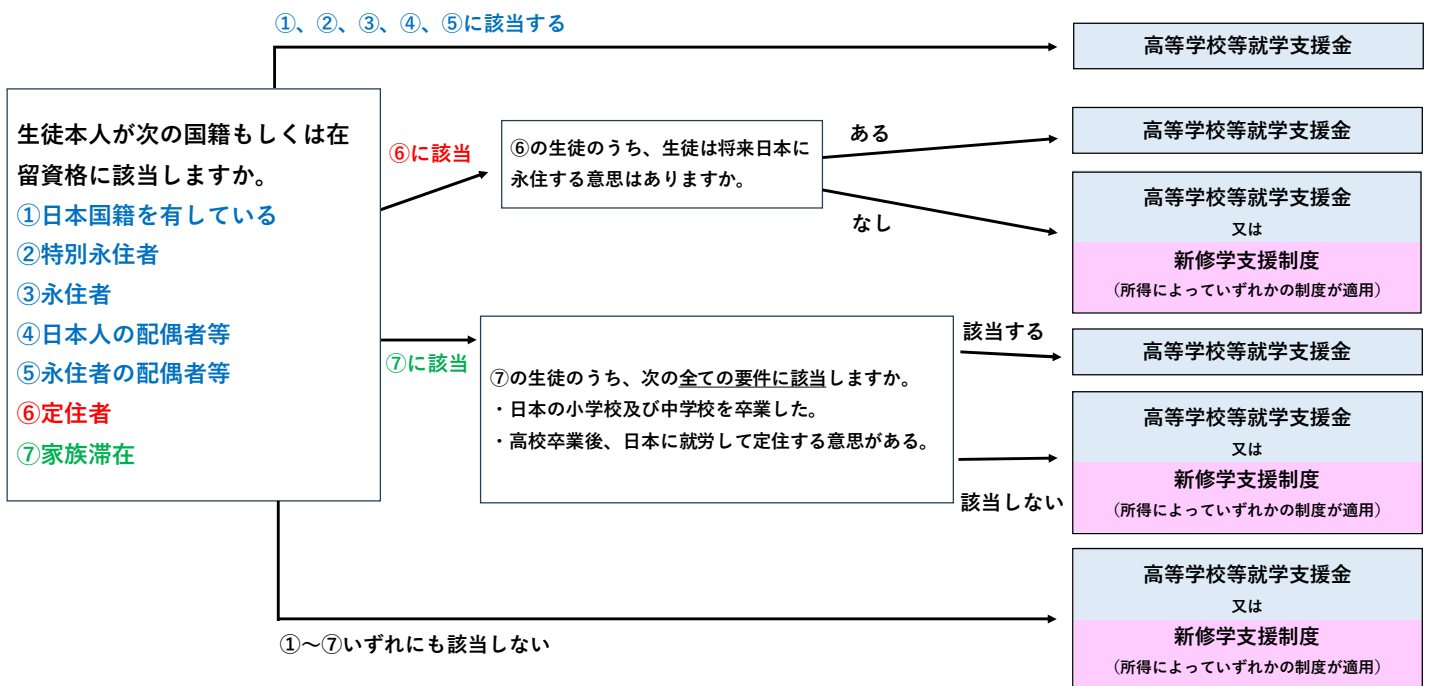 ①、②、③、④、⑤に該当する
高等学校等就学支援金
生徒本人が次の国籍もしくは在
留資格に該当しますか。
①日本国籍を有している
②特別永住者
③永住者
④日本人の配偶者等
⑤永住者の配偶者等
⑥定住者
⑦家族滞在
⑥に該当
⑥の生徒のうち、生徒は将来日本に
永住する意思はありますか。
ある
高等学校等就学支援金
なし
高等学校等就学支援金
又は
新修学支援制度
（所得によっていずれかの制度が適用）
⑦に該当
⑦の生徒のうち、次の全ての要件に該当しますか。
・日本の小学校及び中学校を卒業した。
・高校卒業後、日本に就労して定住する意思がある。
該当する
高等学校等就学支援金
該当しない
高等学校等就学支援金
又は
新修学支援制度
（所得によっていずれかの制度が適用）
①～⑦いずれにも該当しない
高等学校等就学支援金
又は
新修学支援制度
（所得によっていずれかの制度が適用）